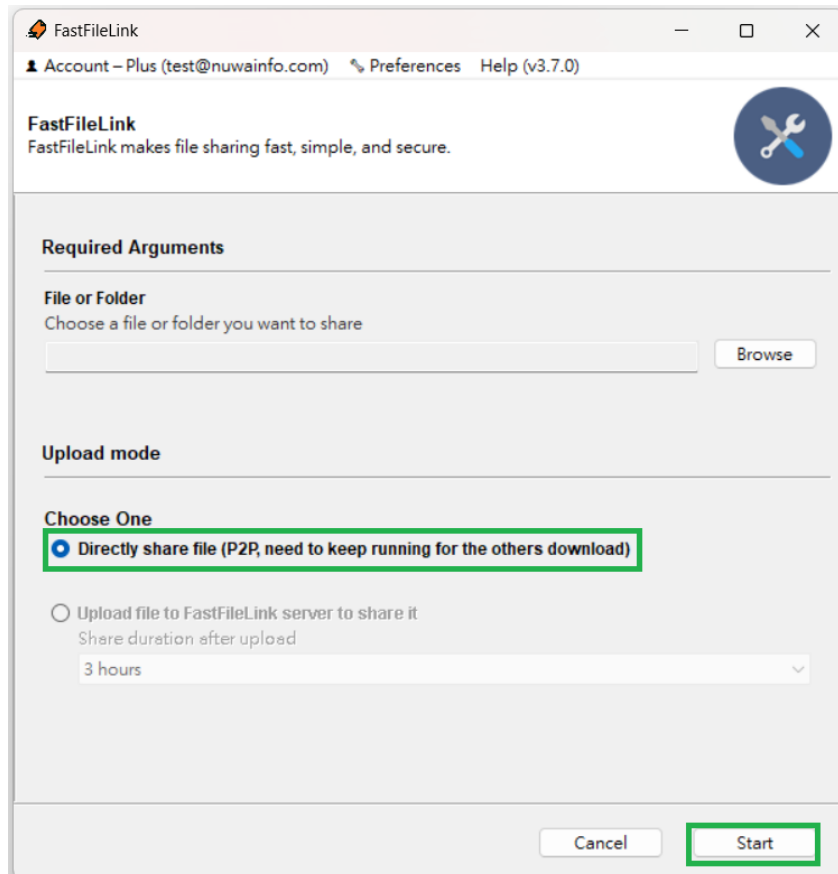 FastFileLink
Account – Plus (test@nuwainfo.com) Preferences Help (v3.7.0)
FastFileLink
FastFileLink makes file sharing fast, simple, and secure.
Required Arguments
File or Folder
Choose a file or folder you want to share
Browse
Upload mode
Choose One
Directly share file (P2P, need to keep running for the others download)
Upload file to FastFileLink server to share it
Share duration after upload
3 hours
Cancel Start